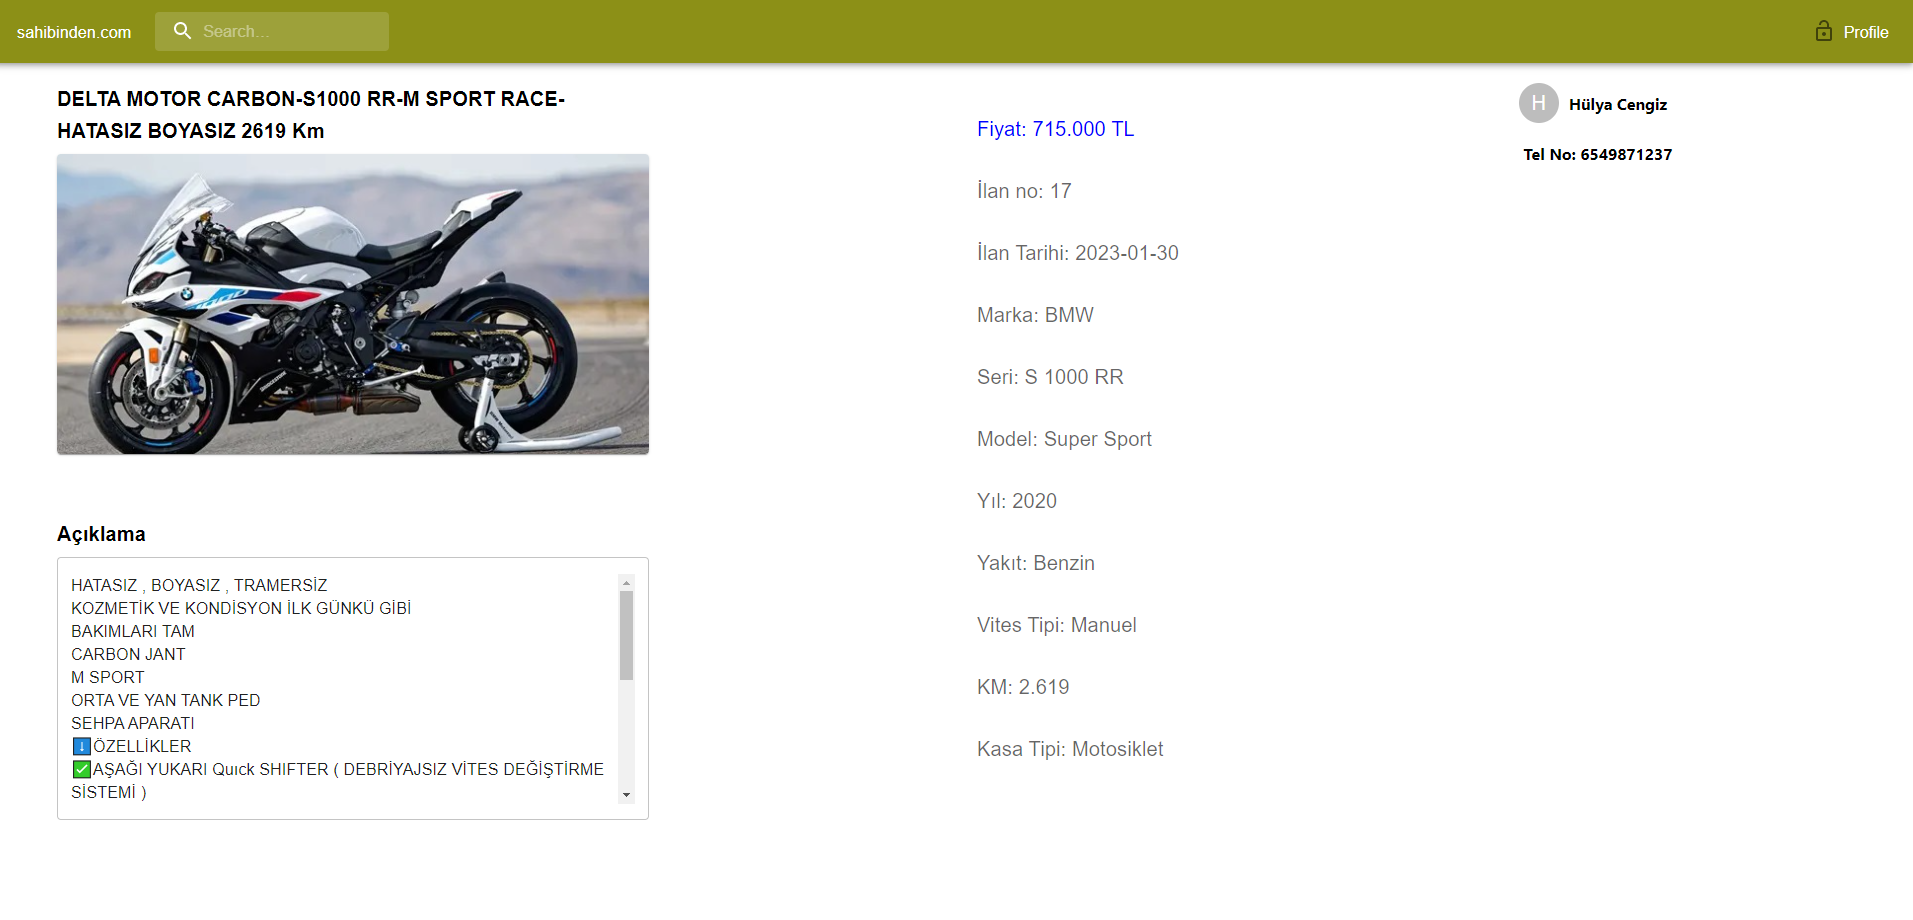 sahibinden.com
Search...
Profile
DELTA MOTOR CARBON-S1000 RR-M SPORT RACE-
HATASIZ BOYASIZ 2619 Km
Açıklama
HATASIZ , BOYASIZ , TRAMERSİZ
KOZMETİK VE KONDİSYON İLK GÜNKÜ GİBİ
BAKIMLARI TAM
CARBON JANT
M SPORT
ORTA VE YAN TANK PED
SEHPA APARATI
⬇️ÖZELLİKLER
✅AŞAĞI YUKARI Quıck SHIFTER ( DEBRİYAJSIZ VİTES DEĞİŞTİRME
SİSTEMİ )
Fiyat: 715.000 TL
İlan no: 17
İlan Tarihi: 2023-01-30
Marka: BMW
Seri: S 1000 RR
Model: Super Sport
Yıl: 2020
Yakıt: Benzin
Vites Tipi: Manuel
KM: 2.619
Kasa Tipi: Motosiklet
H
Hülya Cengiz
Tel No: 6549871237